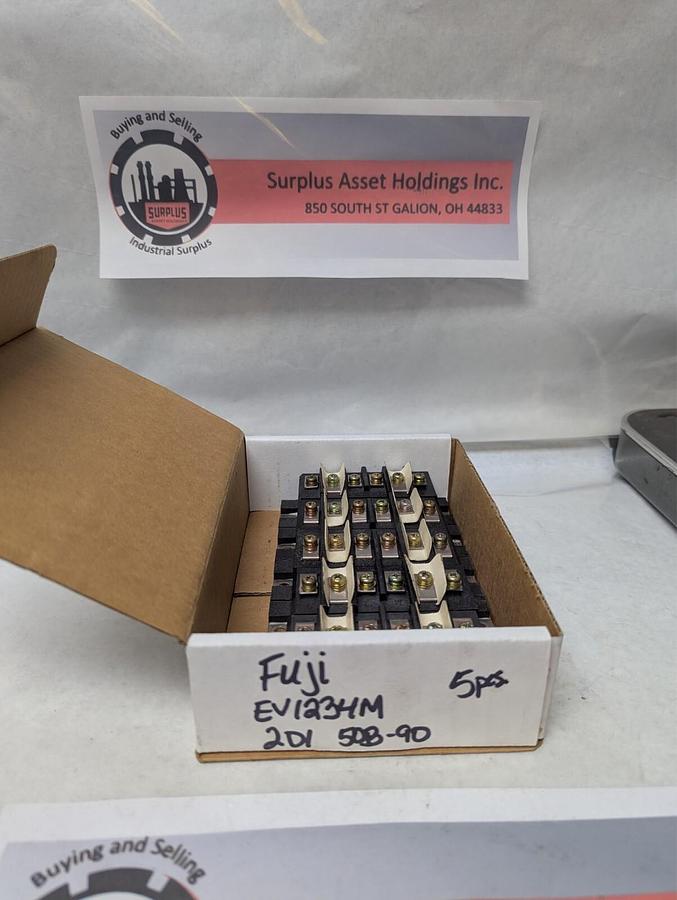 Buying and Selling
SURPLUS
Industrial Surplus
Surplus Asset Holdings Inc.
850 SOUTH ST GALION, OH 44833
Fuji
5pcs.
EV1234M
2DI 50B-90
Buying and Selling